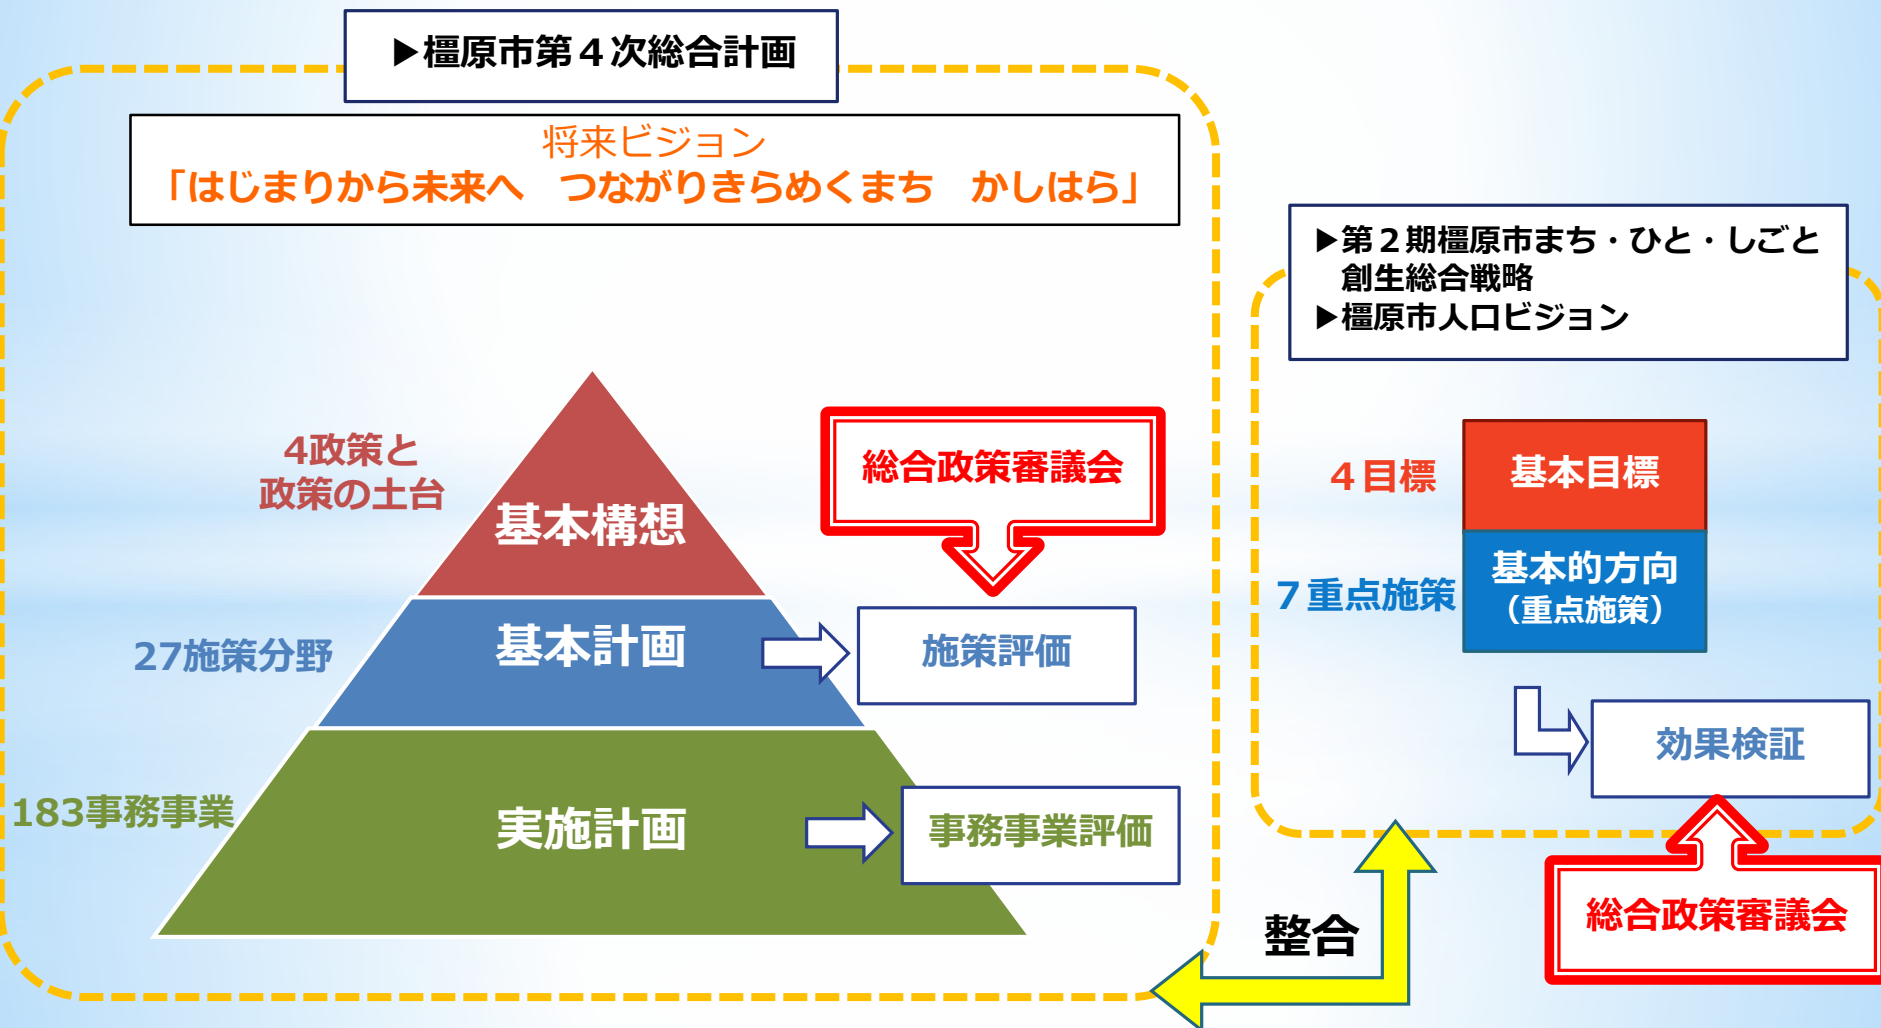 ▶橿原市第４次総合計画
将来ビジョン
「はじまりから未来へ　つながりきらめくまち　かしはら」
4政策と
政策の土台
基本構想
総合政策審議会
27施策分野
基本計画
施策評価
183事務事業
実施計画
事務事業評価
▶第２期橿原市まち・ひと・しごと
創生総合戦略
▶橿原市人口ビジョン
４目標
基本目標
７重点施策
基本的方向
（重点施策）
効果検証
総合政策審議会
整合